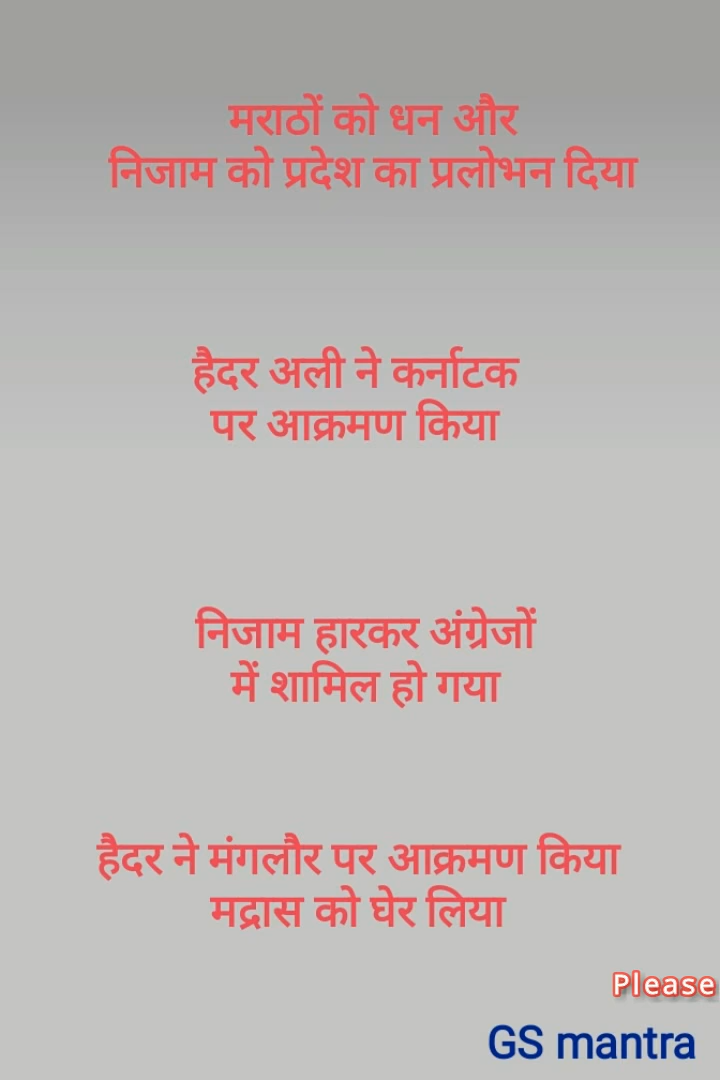 मराठों को धन और
निजाम को प्रदेश का प्रलोभन दिया
हैदर अली ने कर्नाटक
पर आक्रमण किया
निजाम हारकर अंग्रेजों
में शामिल हो गया
हैदर ने मंगलौर पर आक्रमण किया
मद्रास को घेर लिया
Please
GS mantra